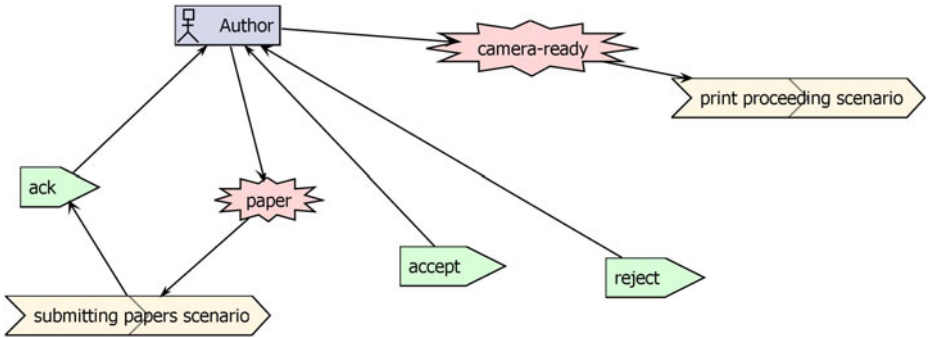 Author
camera-ready
print proceeding scenario
ack
paper
accept
reject
submitting papers scenario